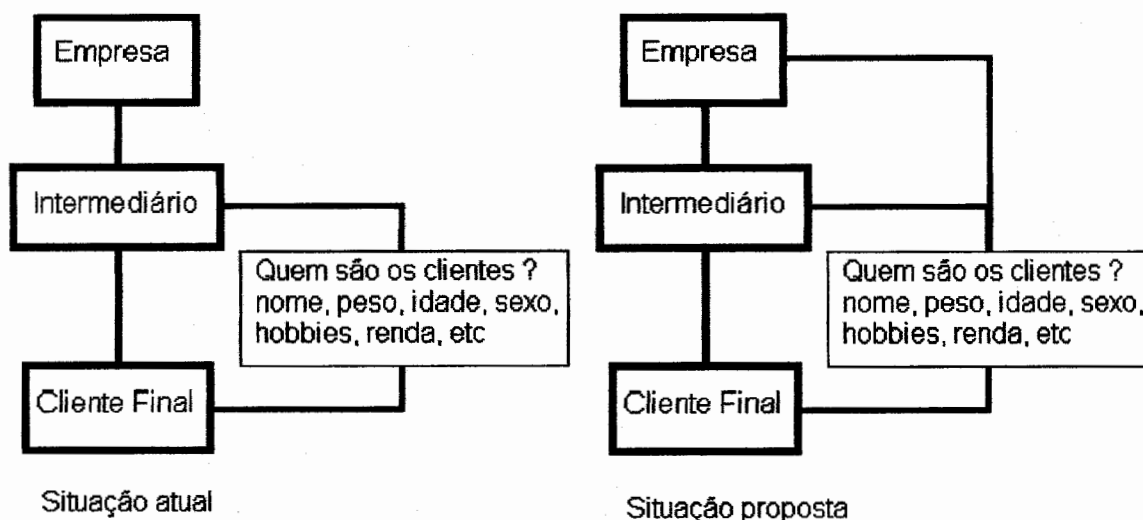 Empresa
Intermediário
Quem são os clientes ?
nome, peso, idade, sexo,
hobbies, renda, etc
Cliente Final
Situação atual
Empresa
Intermediário
Quem são os clientes ?
nome, peso, idade, sexo,
hobbies, renda, etc
Cliente Final
Situação proposta